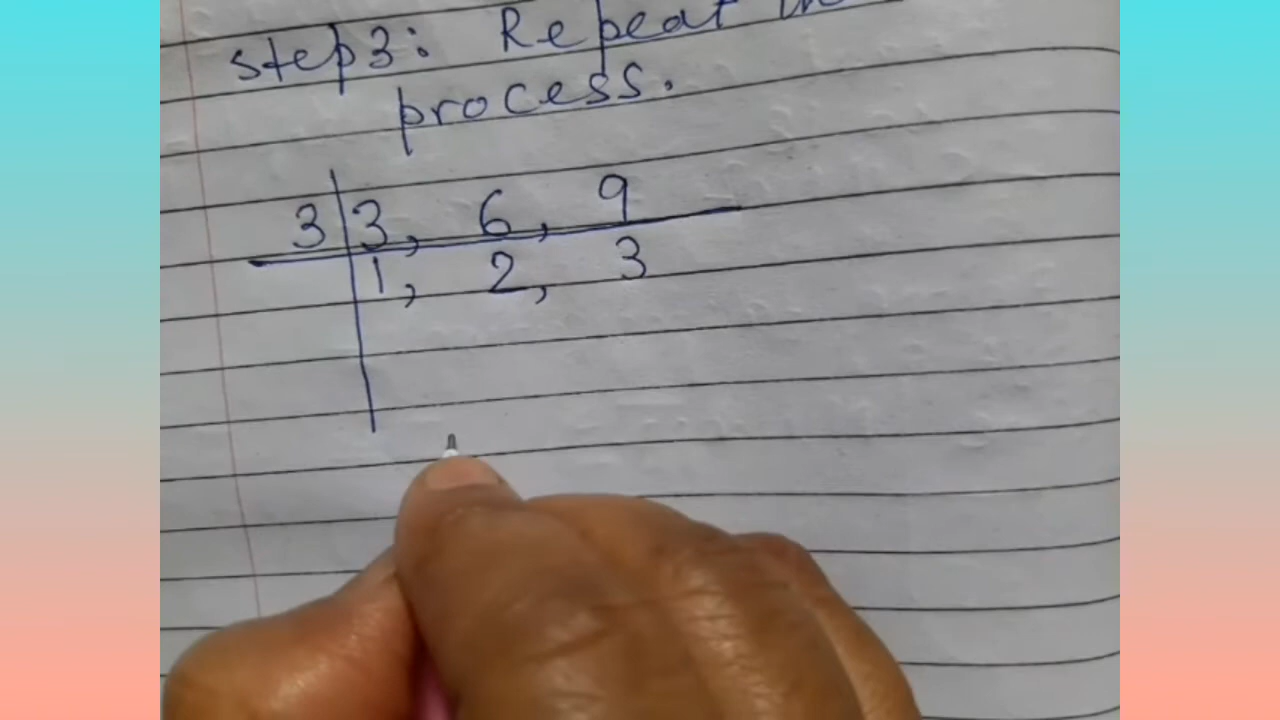 step3: Repeat
process.
3 3, 6, 9
1, 2, 3